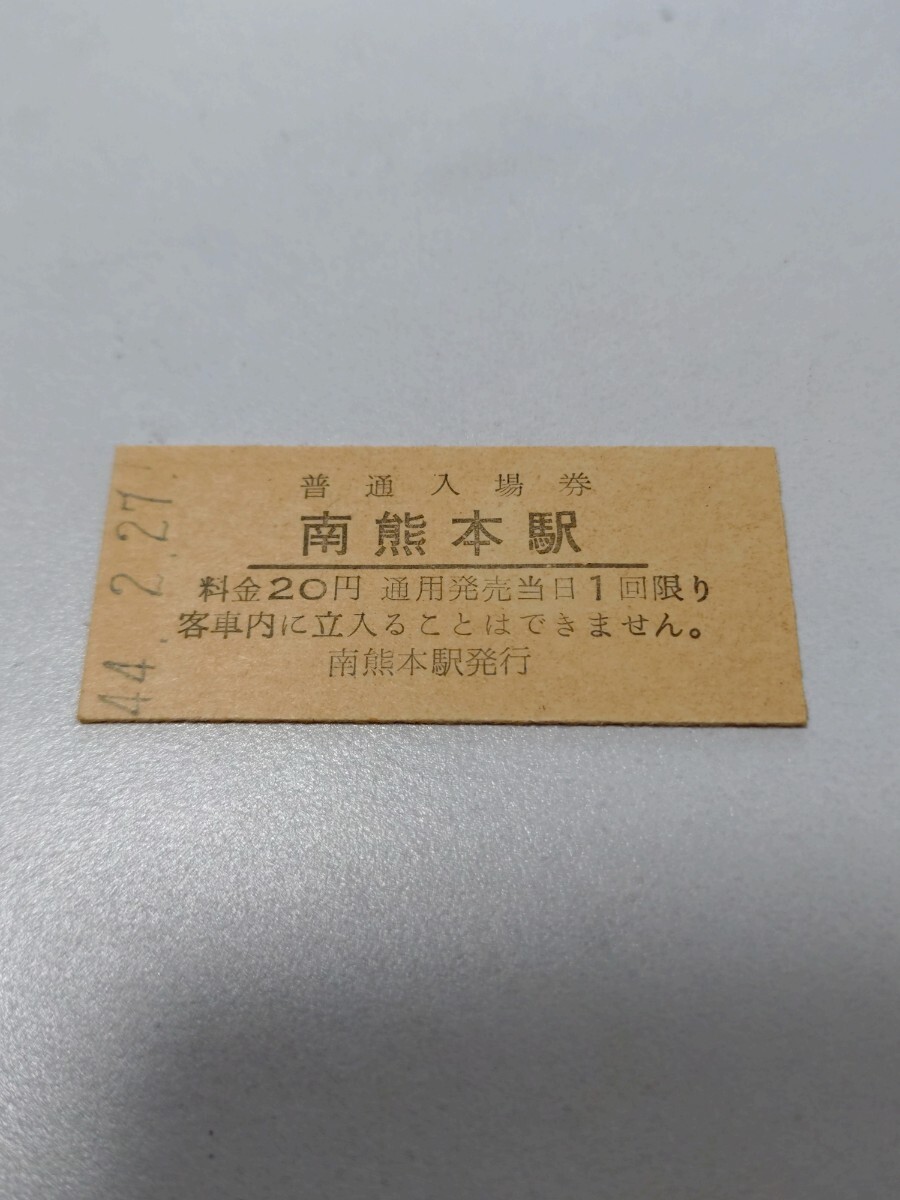 普通入場券
南熊本駅
料金20円 通用発売当日1回限り
客車内に立入ることはできません。
南熊本駅発行
44. 2.27